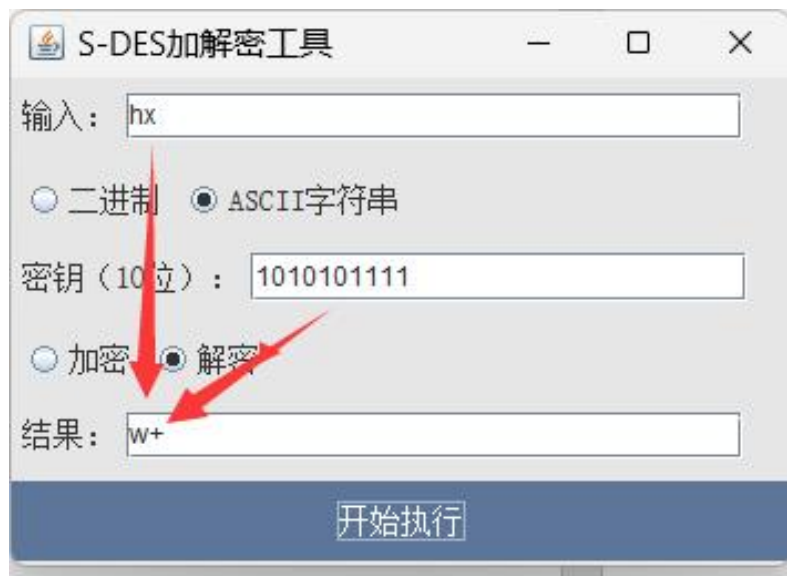 S-DES加解密工具
输入： hx
二进制 ASCII字符串
密钥（10位）： 1010101111
加密 解密
结果： w+
开始执行